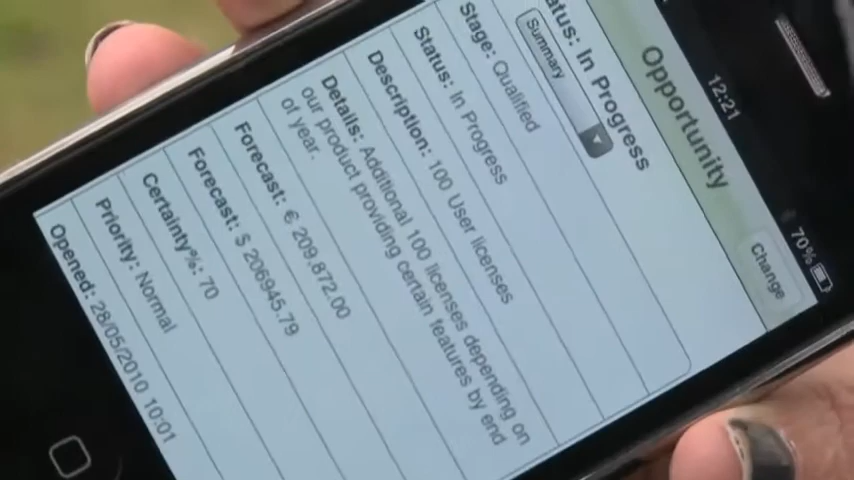 12:21
70%
Opportunity
Change
atus: In Progress
Summary
Stage: Qualified
Status: In Progress
Description: 100 User licenses
Details: Additional 100 licenses depending on
our product providing certain features by end
of year.
Forecast: € 209,872.00
Forecast: $ 206945.79
Certainty%: 70
Priority: Normal
Opened: 28/05/2010 10:01